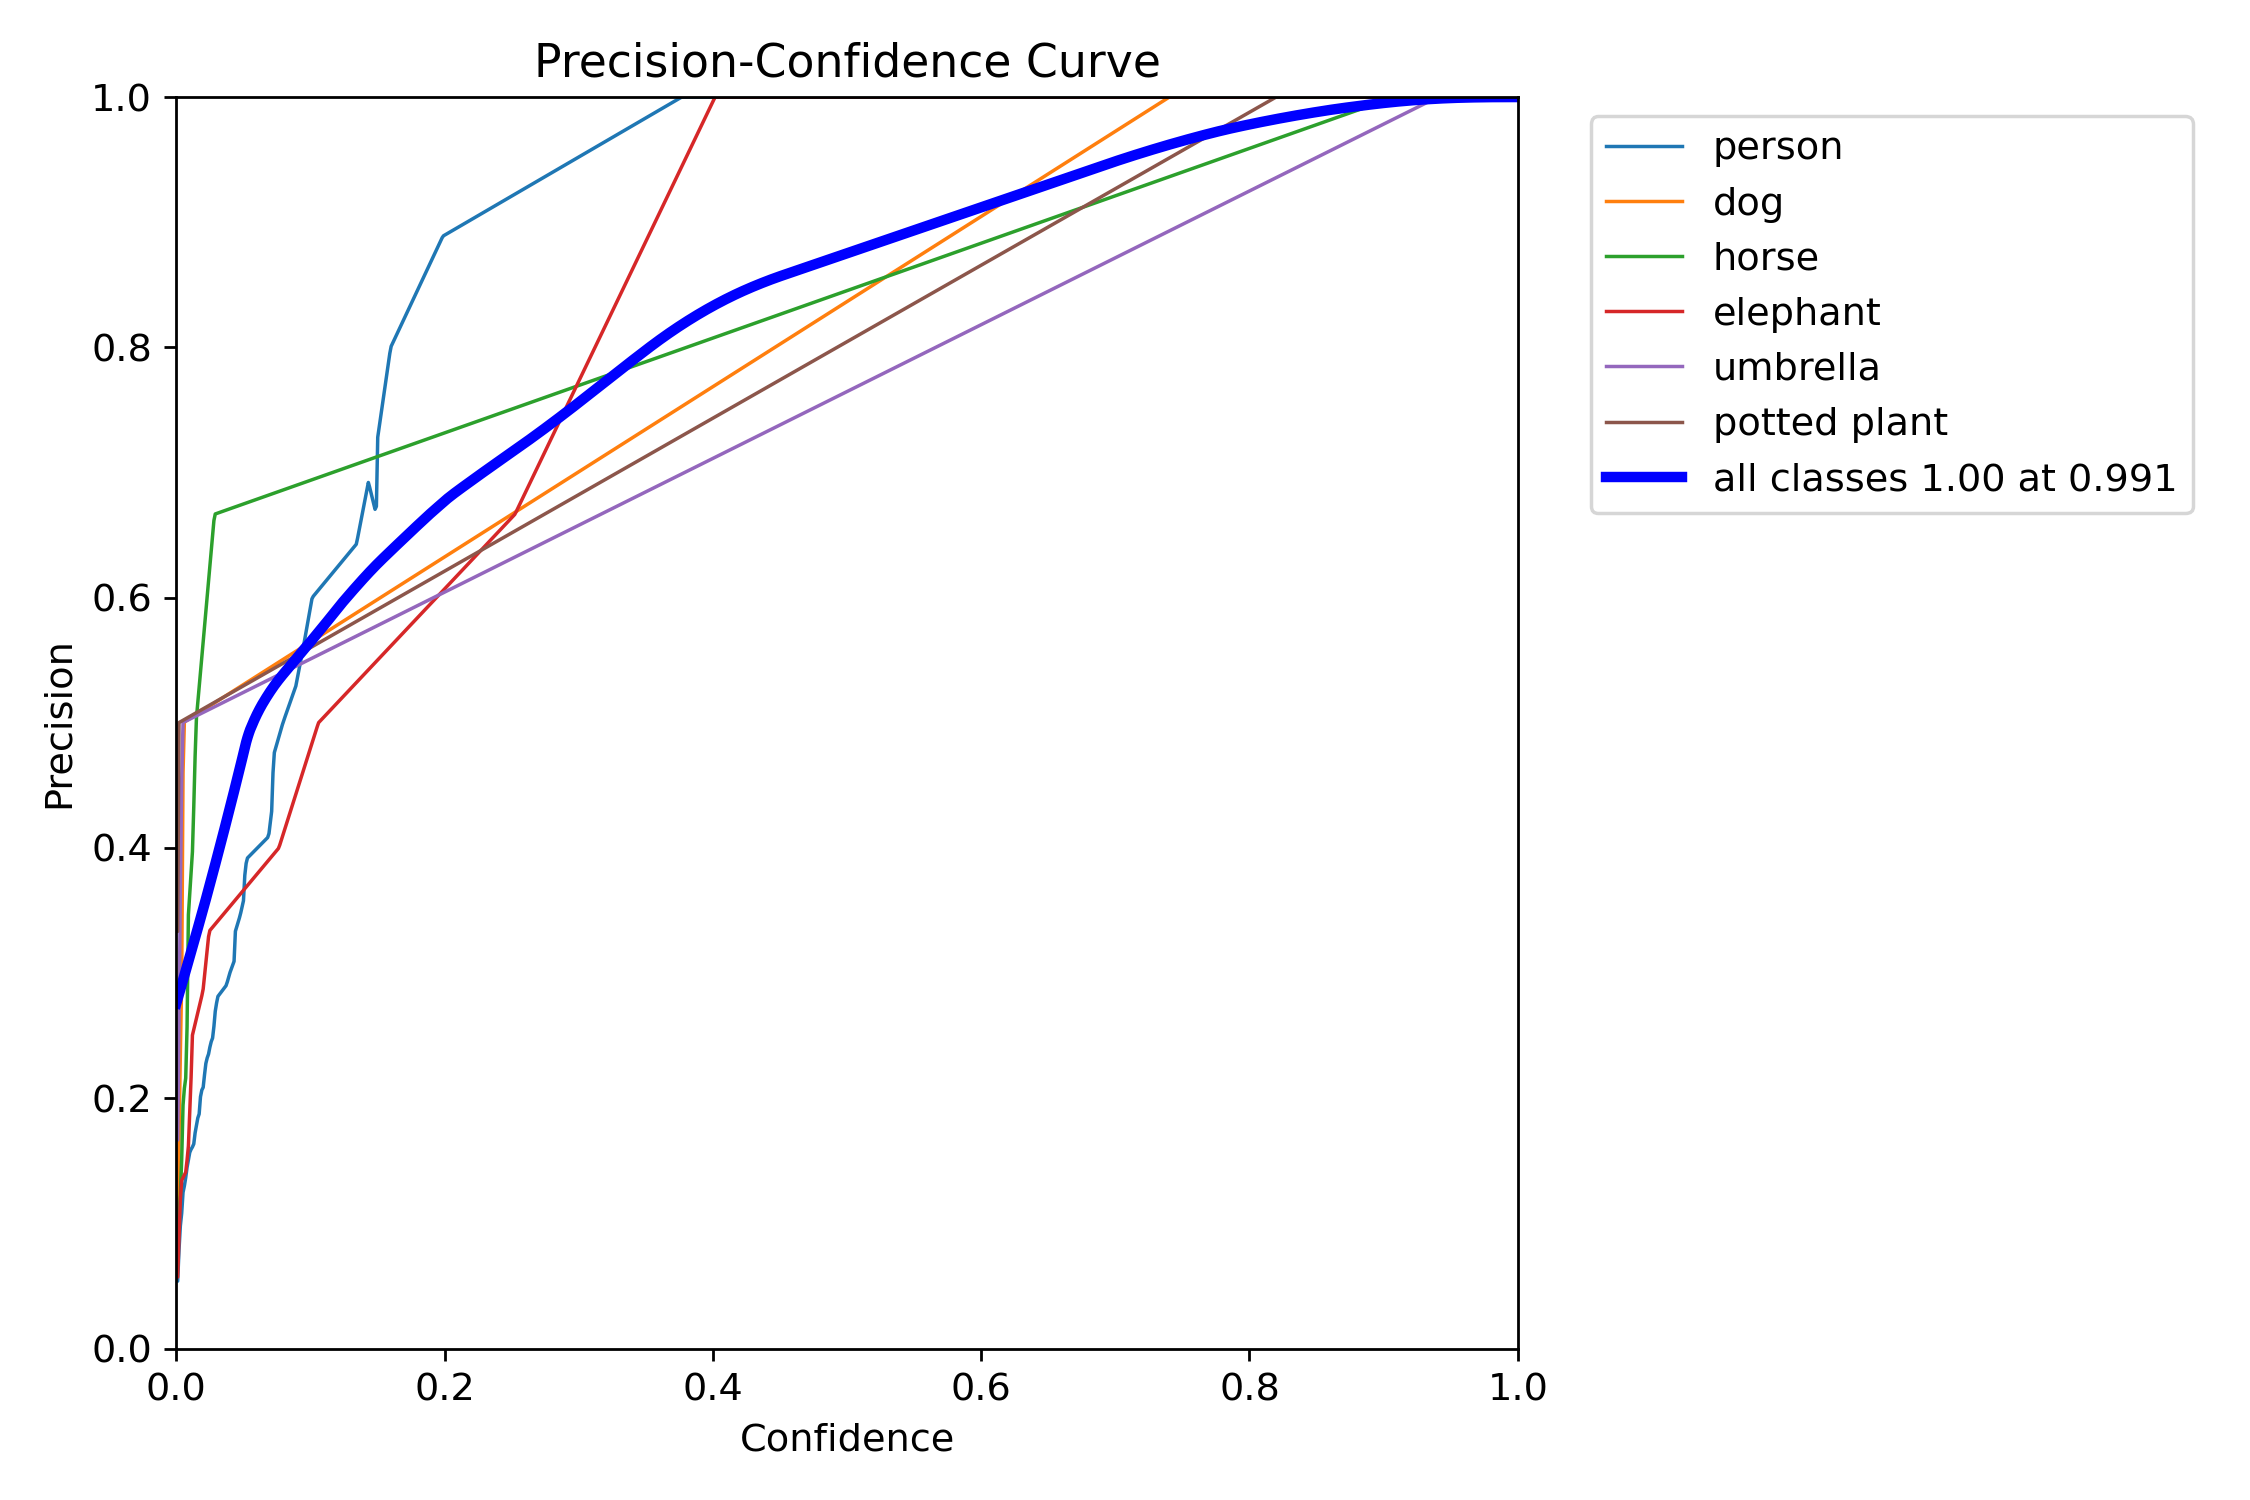 Precision-Confidence Curve
1.0
0.8
0.6
0.4
0.2
0.0
Precision
0.0 0.2 0.4 0.6 0.8 1.0
Confidence
person
dog
horse
elephant
umbrella
potted plant
all classes 1.00 at 0.991